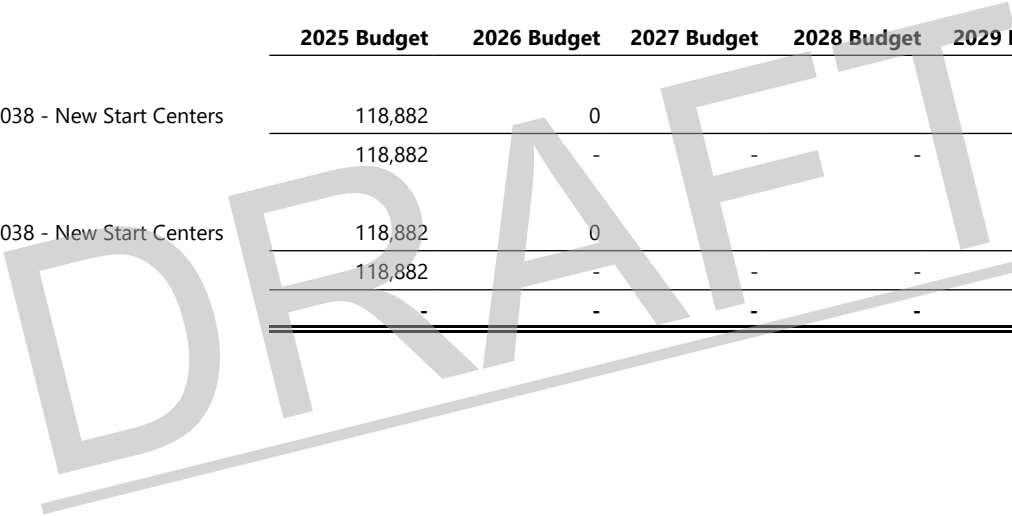 2025 Budget 2026 Budget 2027 Budget 2028 Budget 2029
038 - New Start Centers 118,882 0
118,882 - - -
038 - New Start Centers 118,882 0
118,882 - - -
- - - -
DRAFT